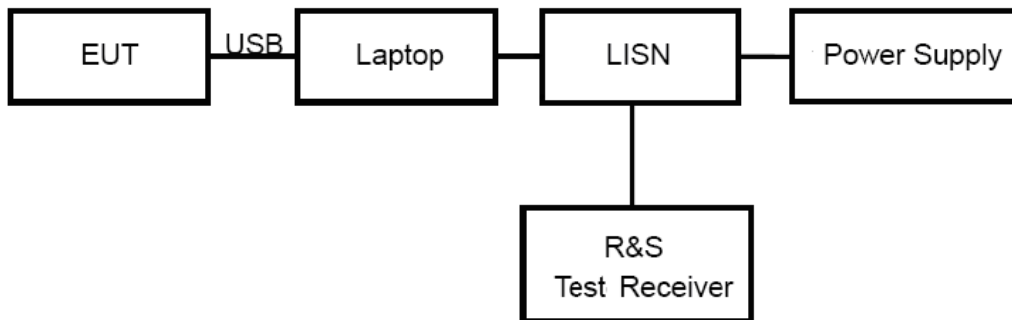 EUT
USB
Laptop
LISN
Power Supply
R&S
Test Receiver